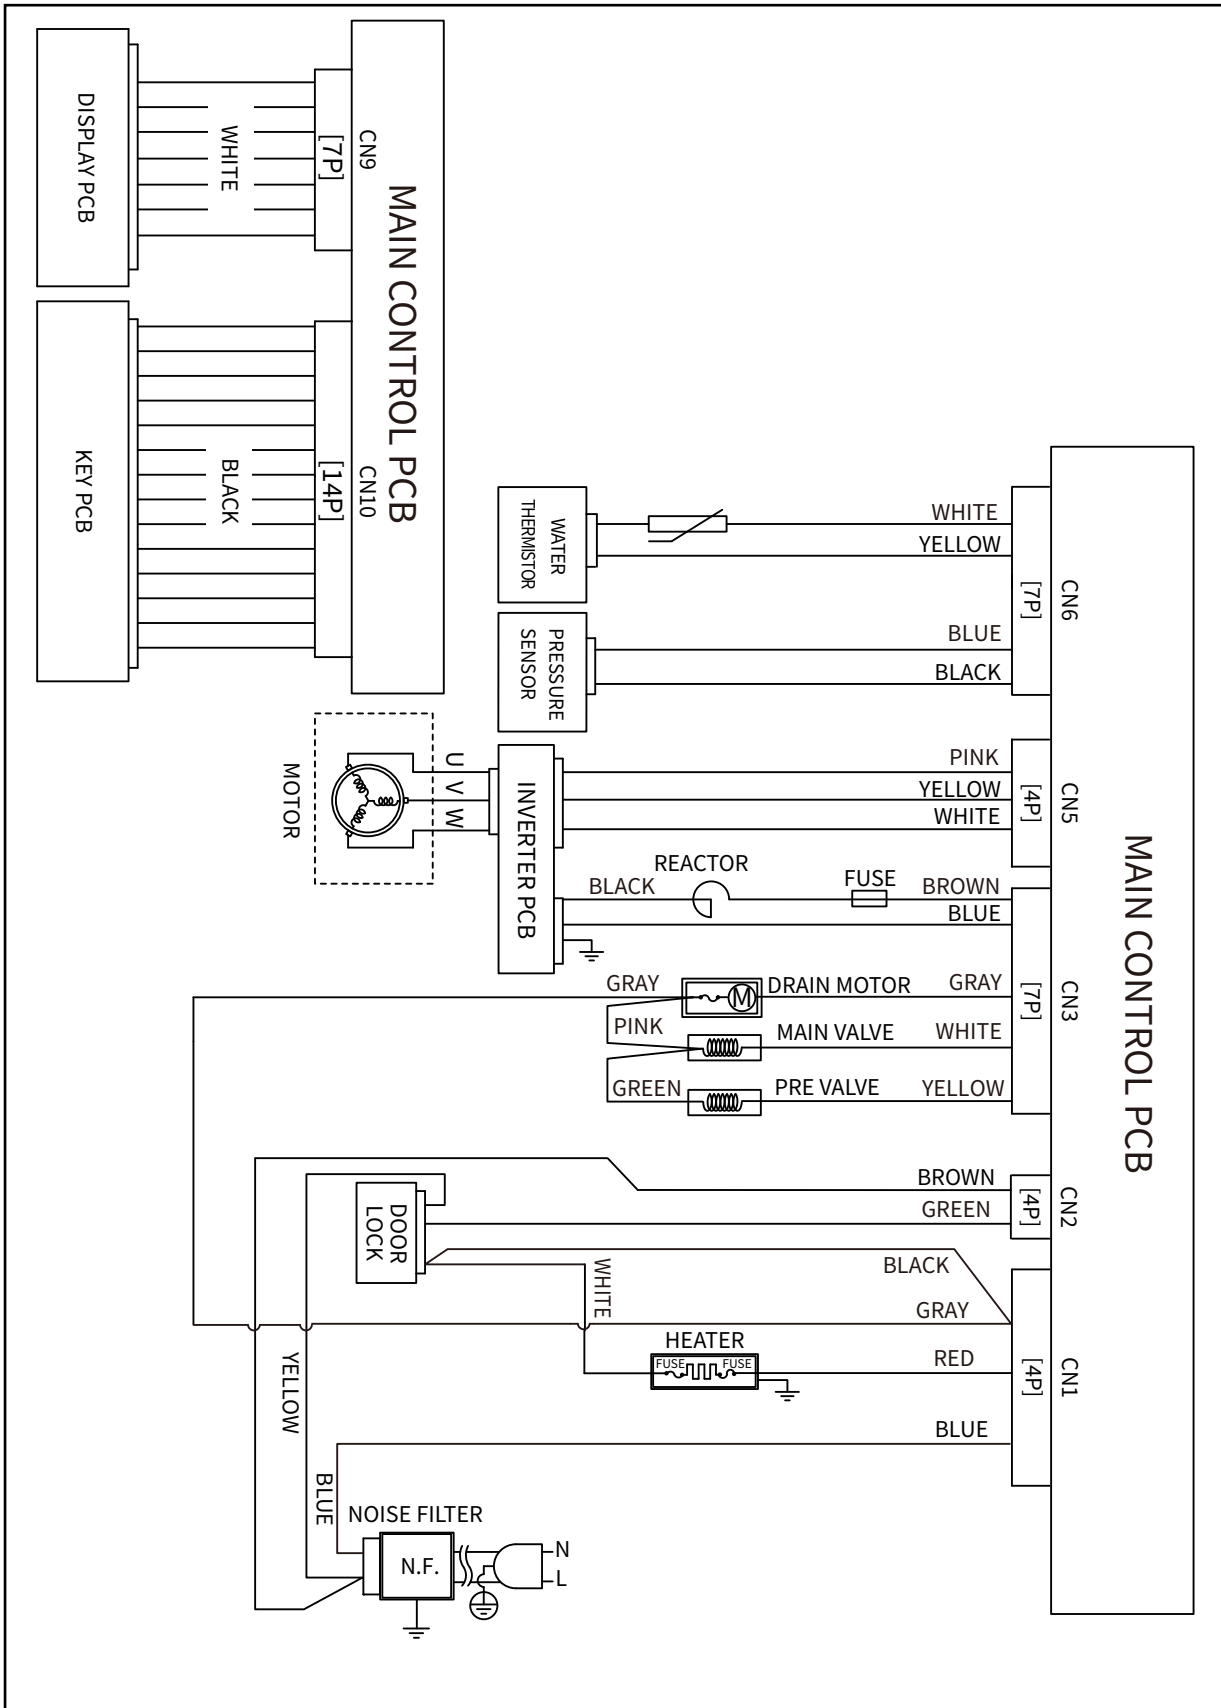 DISPLAY PCB
WHITE
[7P]
CN9
MAIN CONTROL PCB
KEY PCB
BLACK
[14P]
CN10
WATER
THERMISTOR
WHITE
YELLOW
CN6
[7P]
PRESSURE
SENSOR
BLUE
BLACK
MOTOR
U
V
W
INVERTER PCB
PINK
YELLOW
WHITE
CN5
[4P]
MAIN CONTROL PCB
REACTOR
BLACK
FUSE
BROWN
BLUE
GRAY
M
DRAIN MOTOR
GRAY
CN3
[7P]
PINK
MAIN VALVE
WHITE
GREEN
PRE VALVE
YELLOW
BROWN
GREEN
CN2
[4P]
DOOR
LOCK
BLACK
WHITE
GRAY
HEATER
FUSE
FUSE
RED
CN1
[4P]
YELLOW
BLUE
BLUE
NOISE FILTER
N.F.
N
L